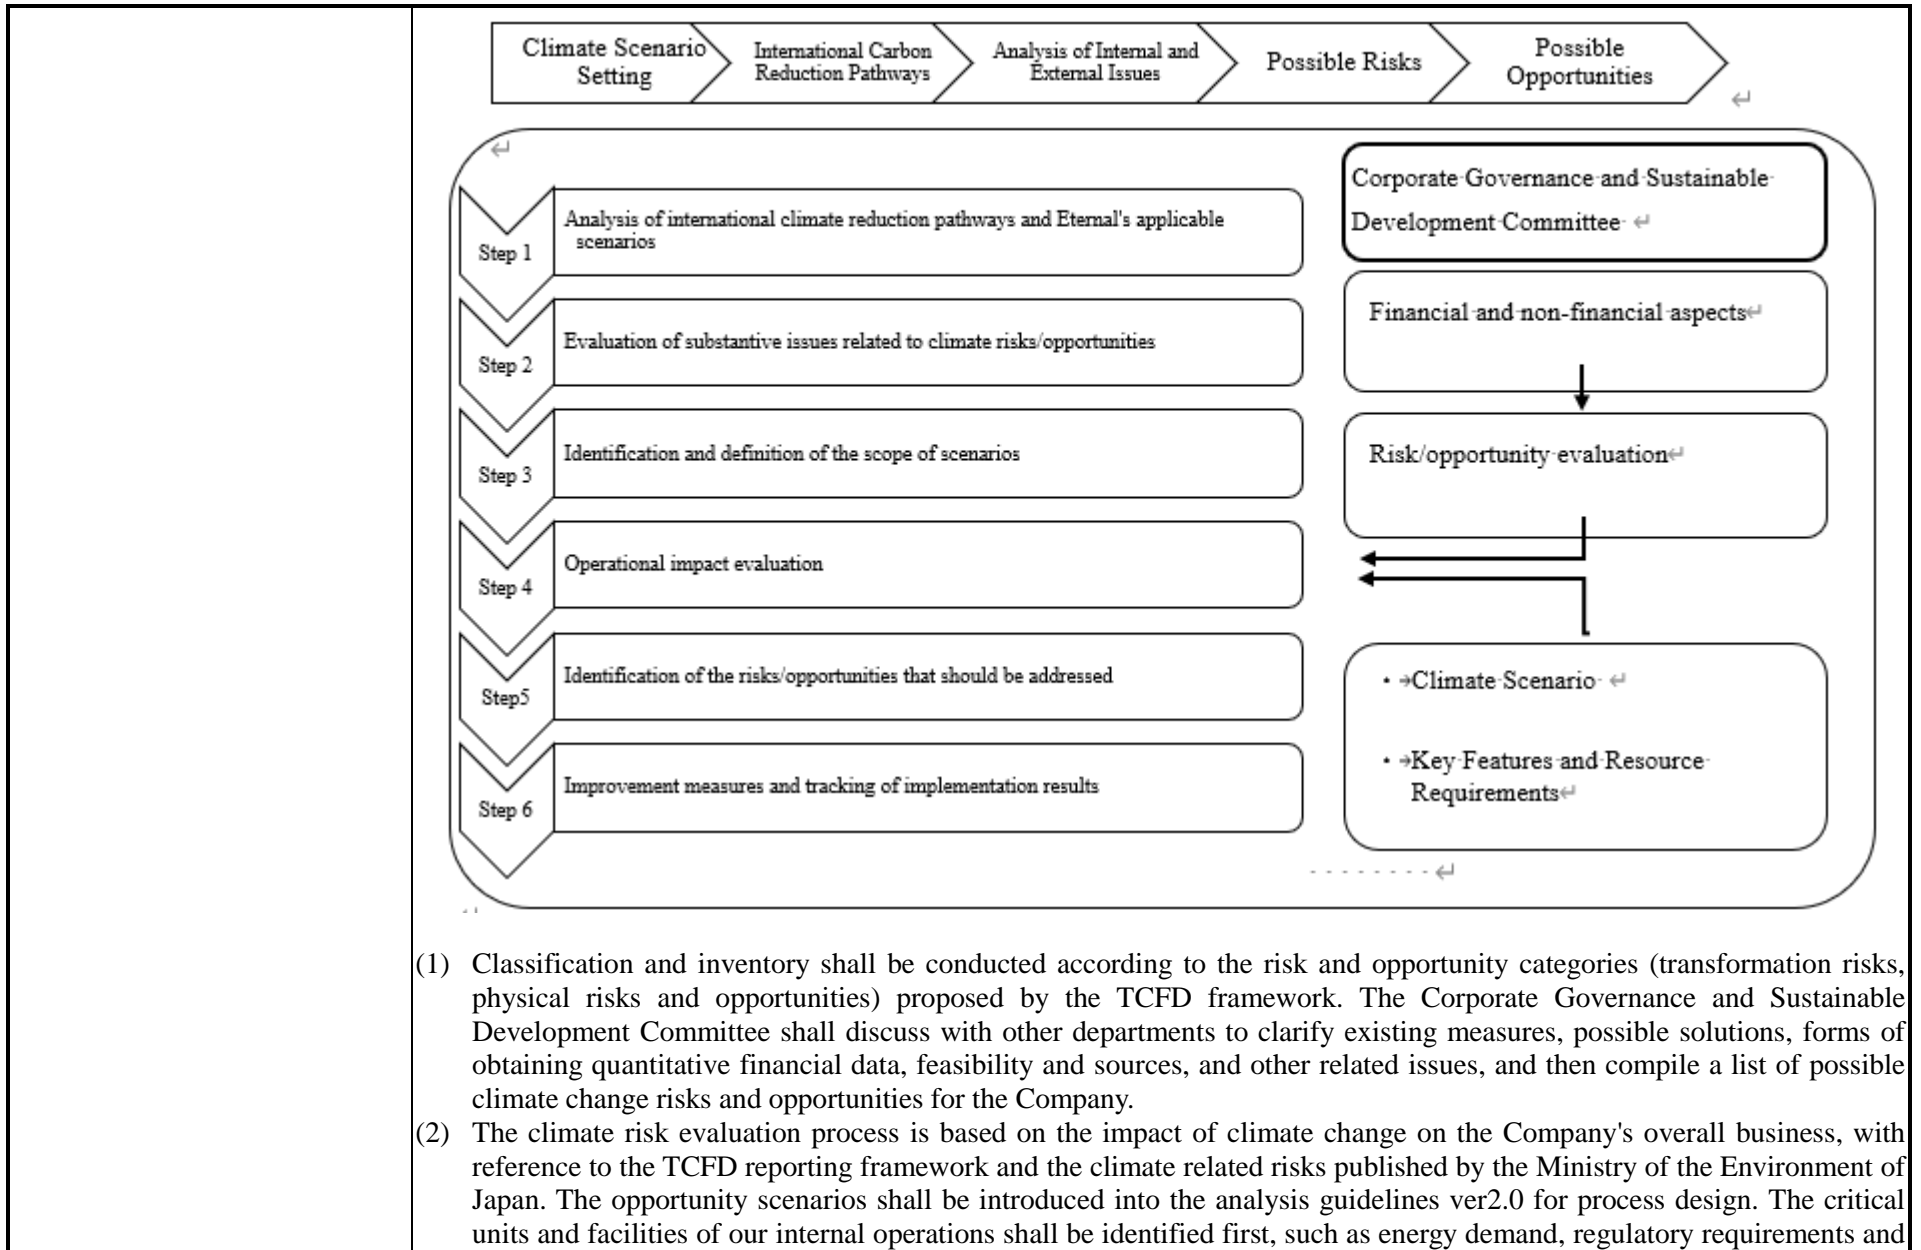 Climate Scenario
Setting
International Carbon
Reduction Pathways
Analysis of Internal and
External Issues
Possible Risks
Possible
Opportunities
Step 1
Analysis of international climate reduction pathways and Eternal's applicable
scenarios
Step 2
Evaluation of substantive issues related to climate risks/opportunities
Step 3
Identification and definition of the scope of scenarios
Step 4
Operational impact evaluation
Step5
Identification of the risks/opportunities that should be addressed
Step 6
Improvement measures and tracking of implementation results
Corporate Governance and Sustainable
Development Committee
Financial and non-financial aspects
Risk/opportunity evaluation
• Climate Scenario
• Key Features and Resource
Requirements
(1) Classification and inventory shall be conducted according to the risk and opportunity categories (transformation risks,
physical risks and opportunities) proposed by the TCFD framework. The Corporate Governance and Sustainable
Development Committee shall discuss with other departments to clarify existing measures, possible solutions, forms of
obtaining quantitative financial data, feasibility and sources, and other related issues, and then compile a list of possible
climate change risks and opportunities for the Company.
(2) The climate risk evaluation process is based on the impact of climate change on the Company's overall business, with
reference to the TCFD reporting framework and the climate related risks published by the Ministry of the Environment of
Japan. The opportunity scenarios shall be introduced into the analysis guidelines ver2.0 for process design. The critical
units and facilities of our internal operations shall be identified first, such as energy demand, regulatory requirements and